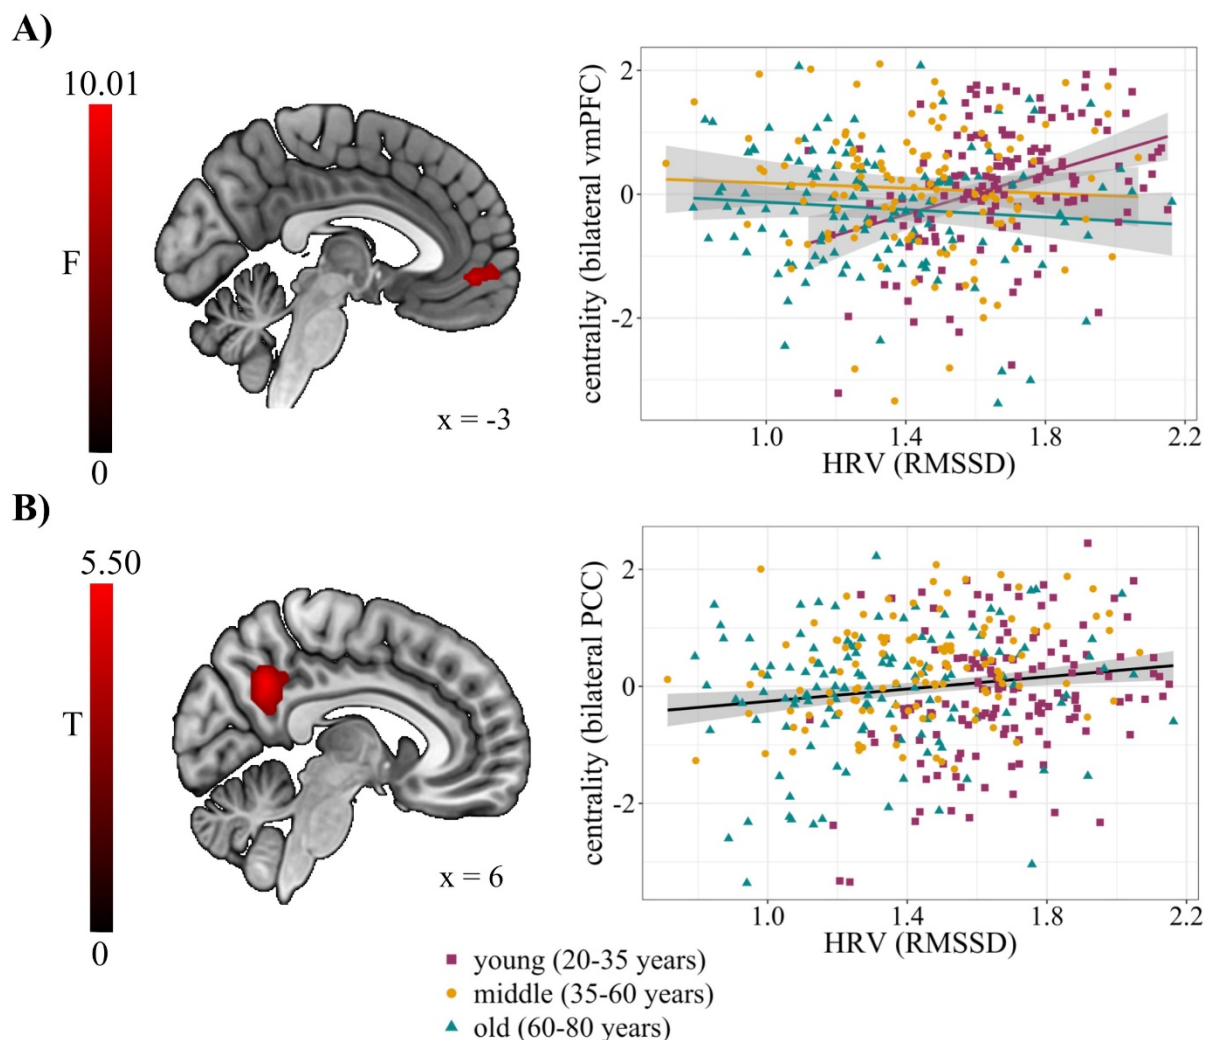 A)
10.01
F
0
x = -3
centrality (bilateral vmPFC)
2
0
-2
1.0 1.4 1.8 2.2
HRV (RMSSD)
B)
5.50
T
0
x = 6
centrality (bilateral PCC)
2
0
-2
1.0 1.4 1.8 2.2
HRV (RMSSD)
young (20-35 years)
middle (35-60 years)
old (60-80 years)